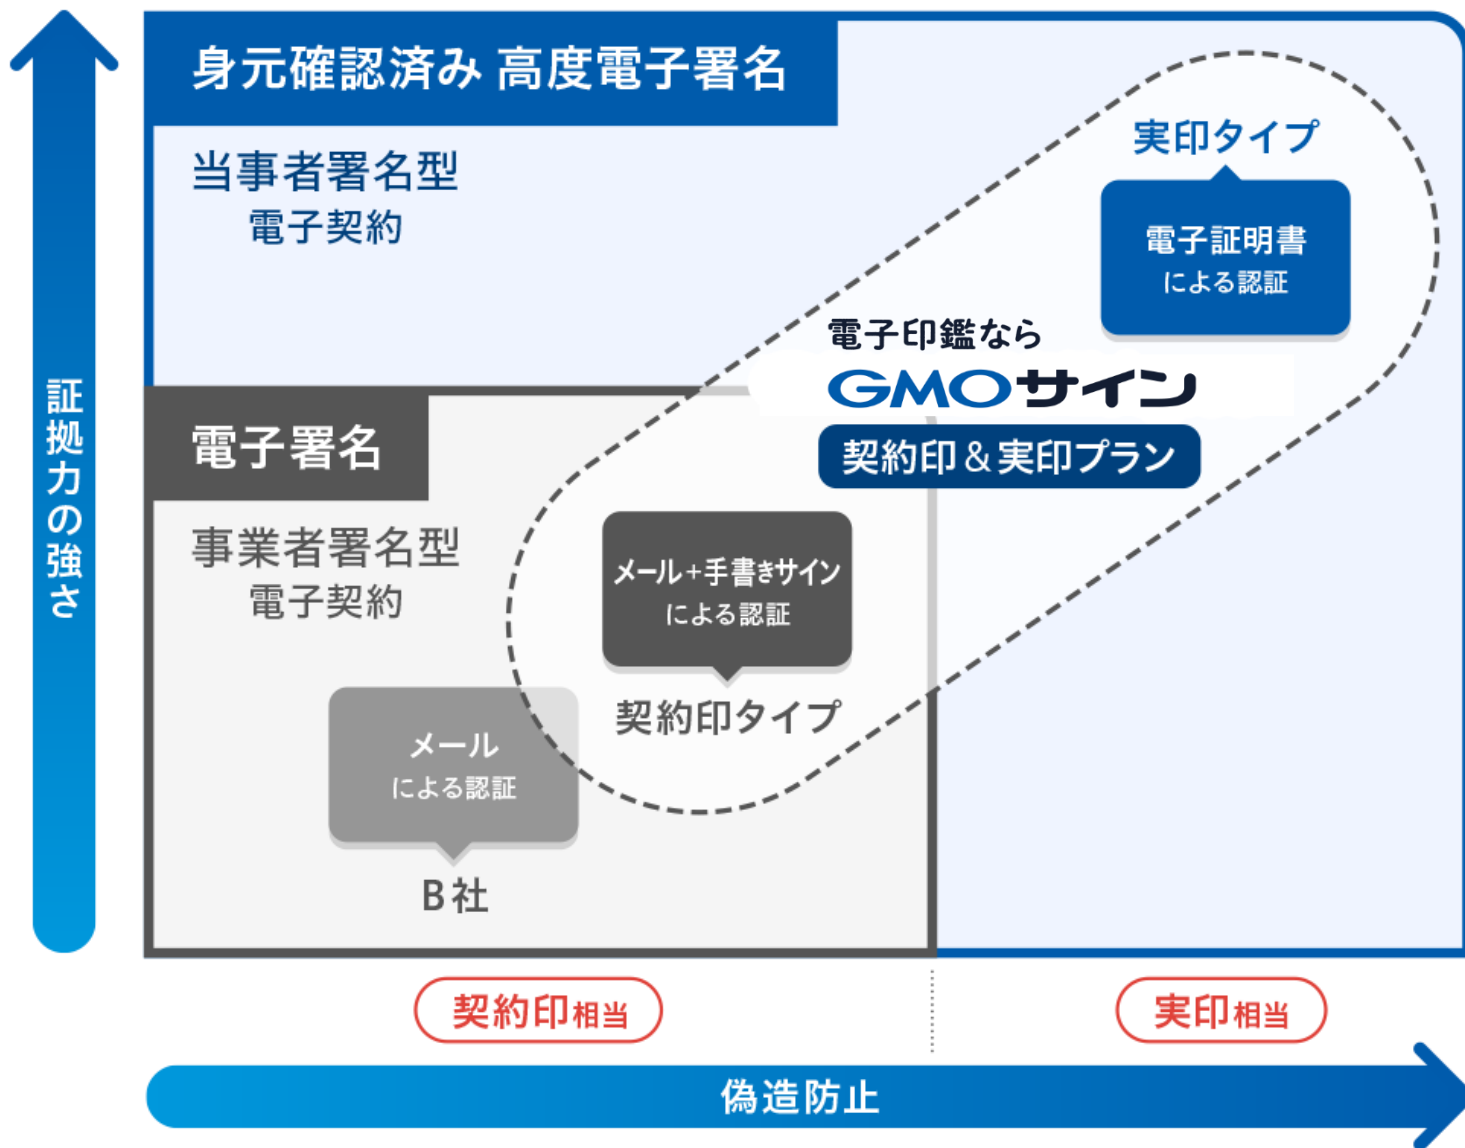 身元確認済み 高度電子署名
当事者署名型
電子契約
実印タイプ
電子証明書
による認証
電子印鑑なら
GMOサイン
契約印&実印プラン
証拠力の強さ
電子署名
事業者署名型
電子契約
メール+手書きサイン
による認証
契約印タイプ
メール
による認証
B社
契約印相当
実印相当
偽造防止